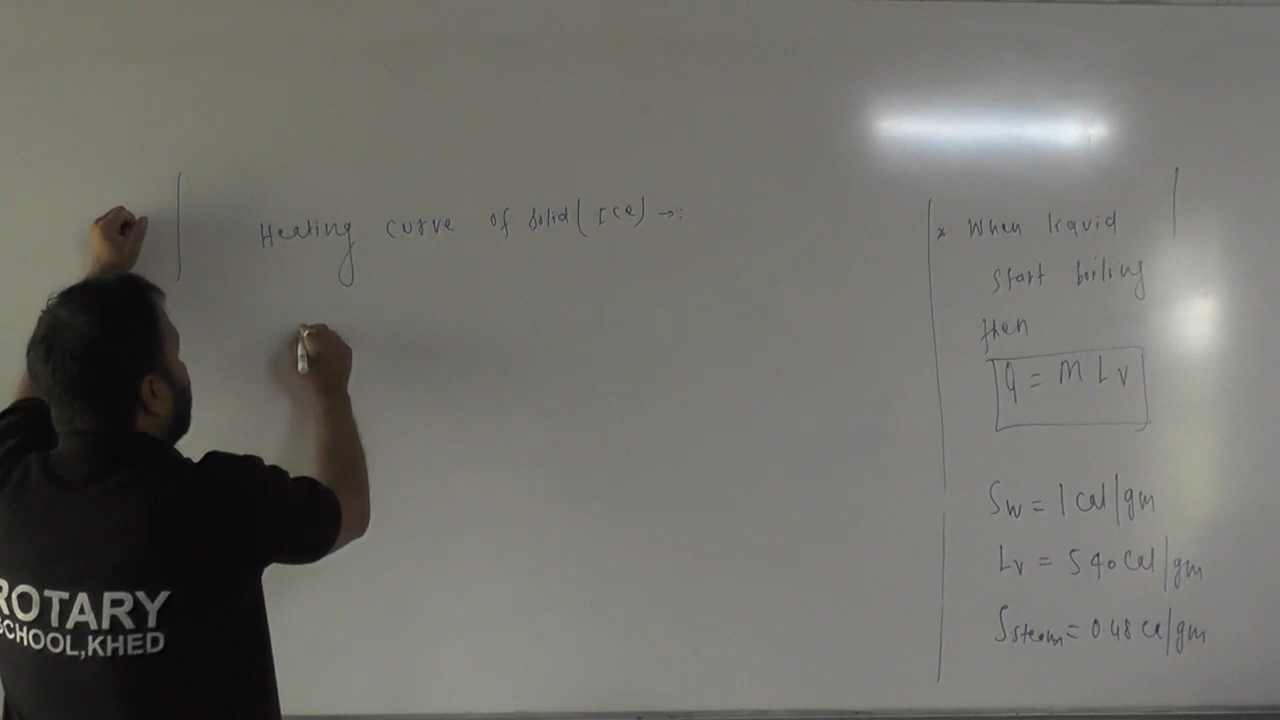 Heating curve of solid (Ice) →:
* When liquid
start boiling
then
Q = m Lv
Sw = 1 cal/gm
Lv = 540 cal/gm
Ssteam = 0.48 ca/gm
ROTARY
SCHOOL,KHED